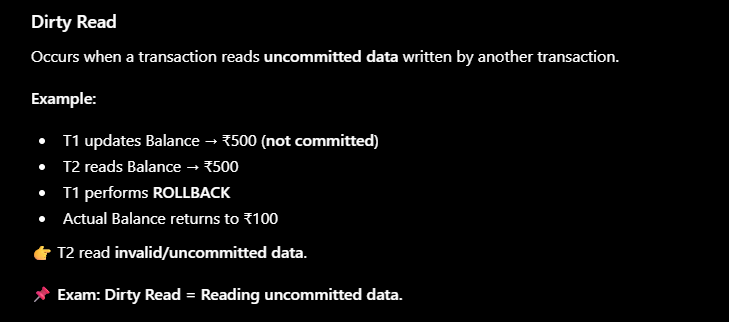 Dirty Read
Occurs when a transaction reads uncommitted data written by another transaction.
Example:
• T1 updates Balance → ₹500 (not committed)
• T2 reads Balance → ₹500
• T1 performs ROLLBACK
• Actual Balance returns to ₹100
👉 T2 read invalid/uncommitted data.
📌 Exam: Dirty Read = Reading uncommitted data.